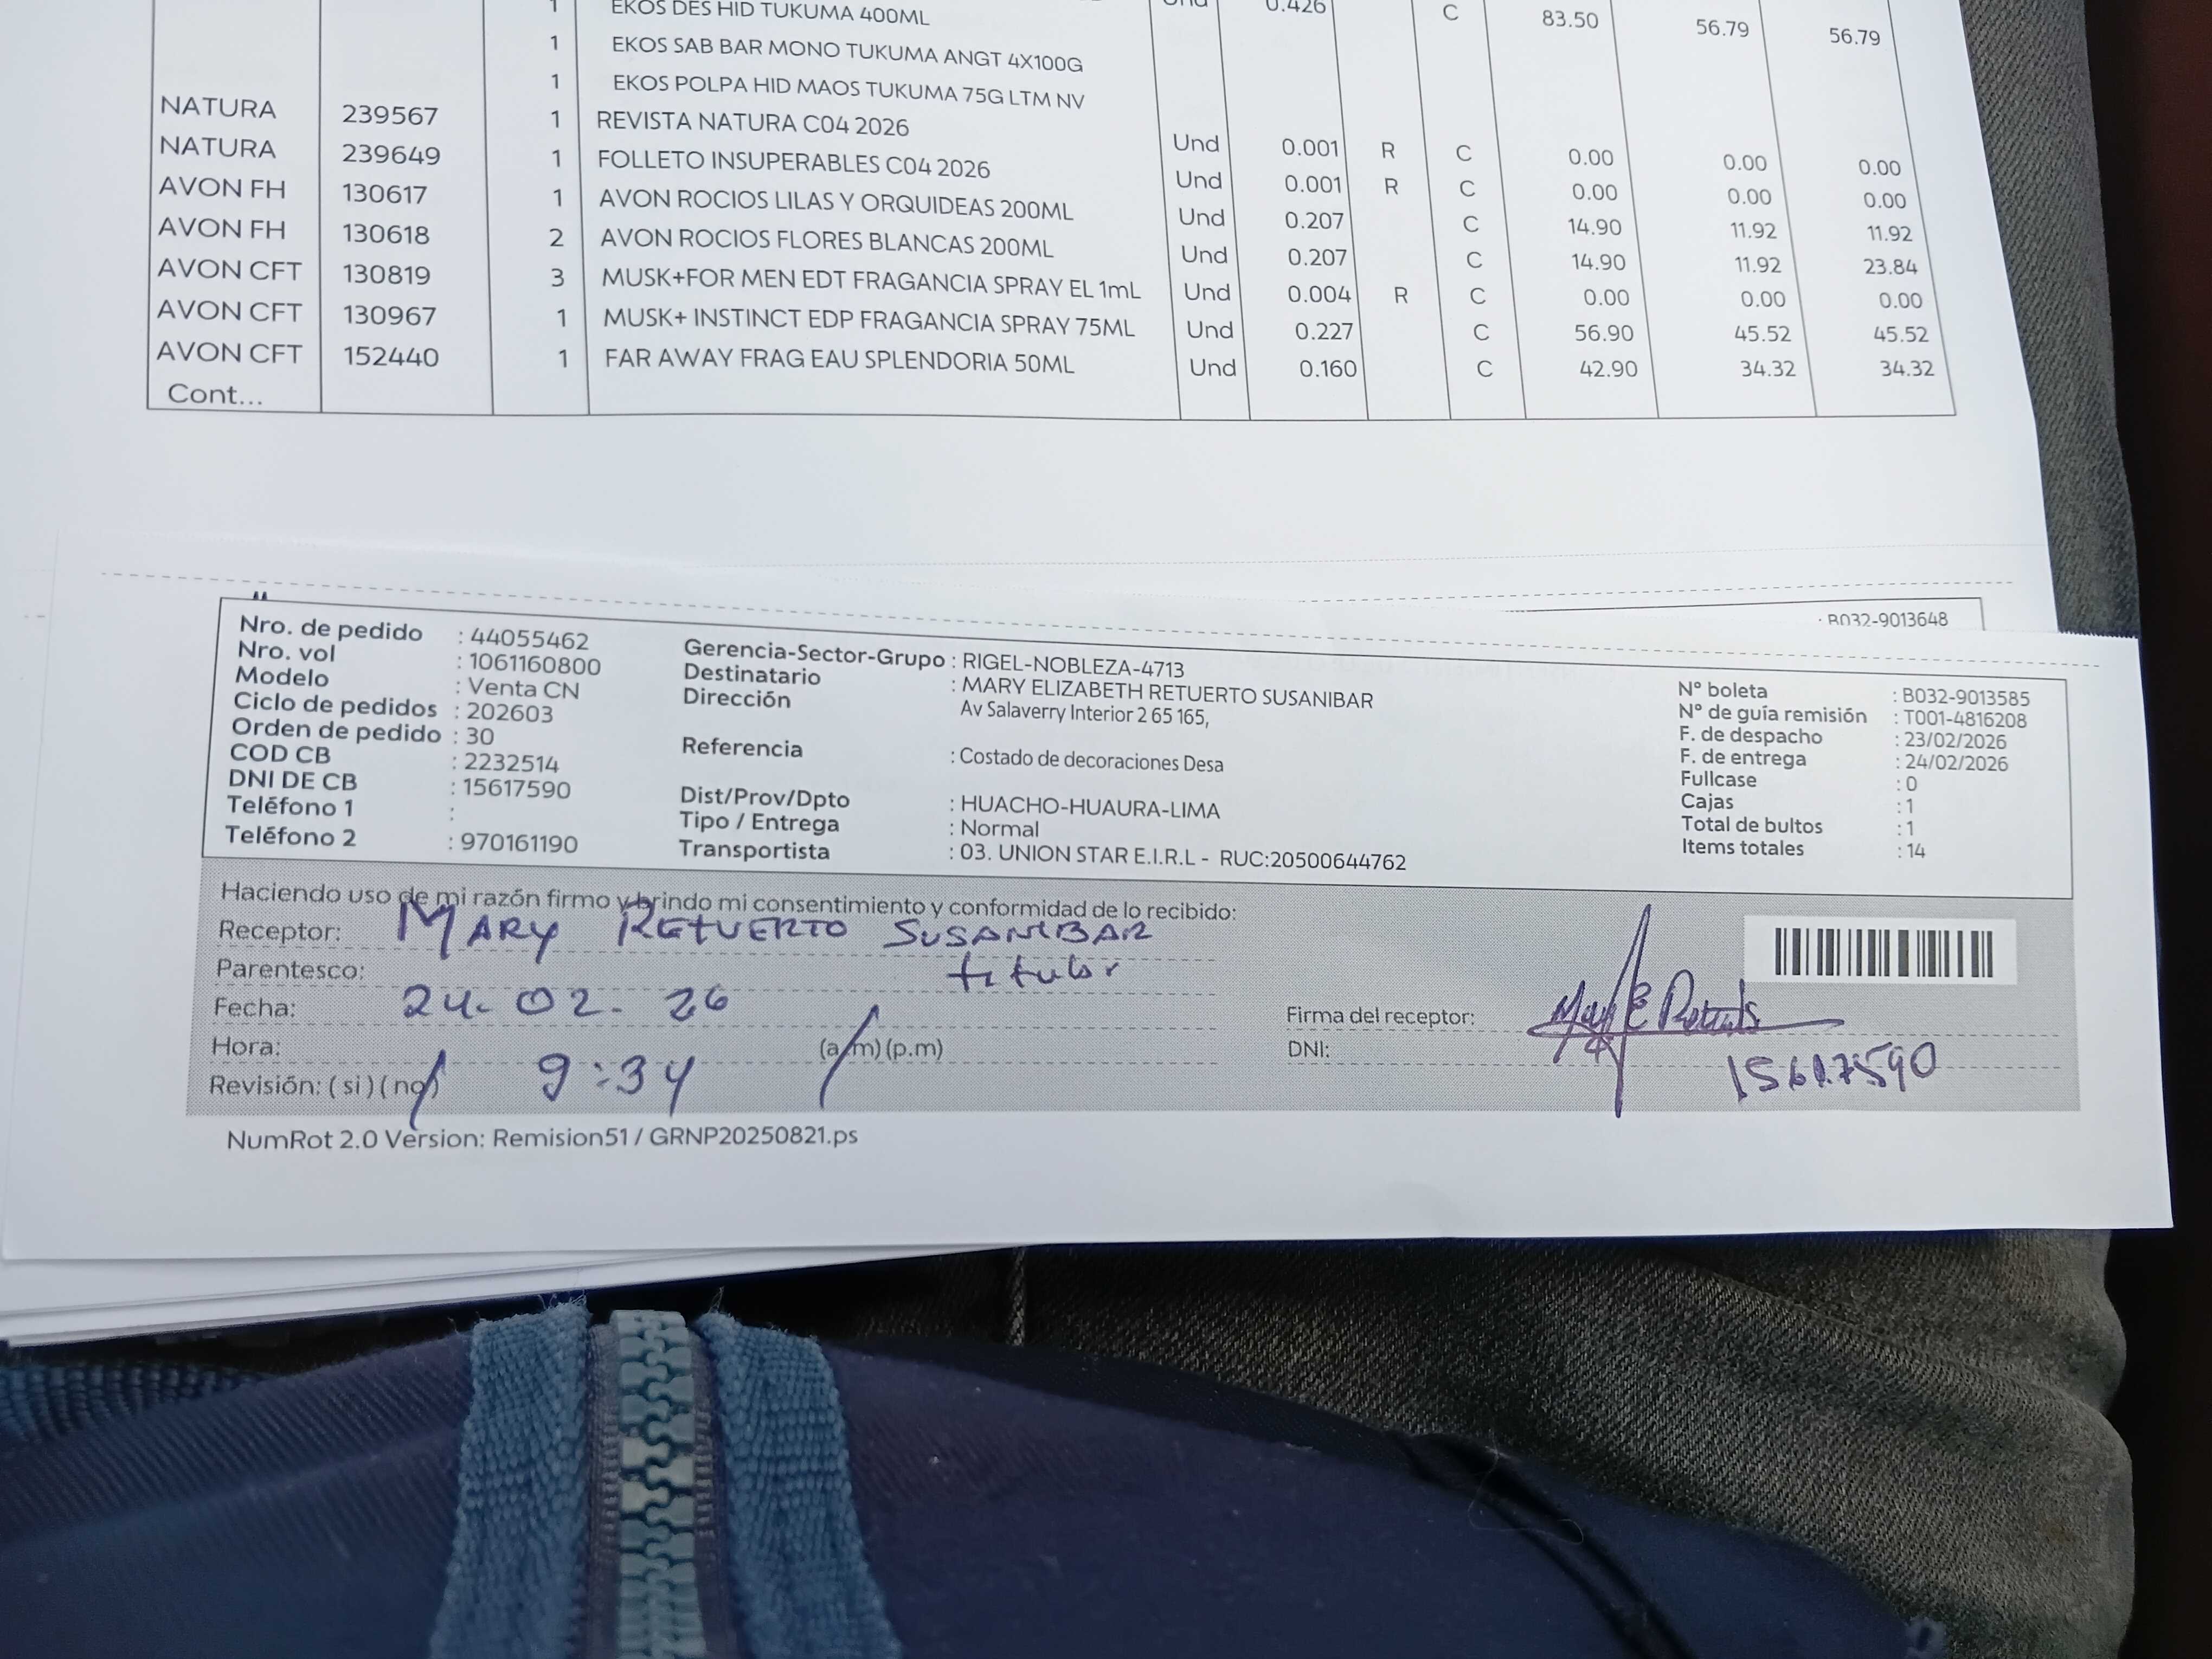 1 EKOS DES HID TUKUMA 400ML Und 0.426 C 83.50 56.79 56.79
1 EKOS SAB BAR MONO TUKUMA ANGT 4X100G
1 EKOS POLPA HID MAOS TUKUMA 75G LTM NV
NATURA 239567 1 REVISTA NATURA C04 2026 Und 0.001 R C 0.00 0.00 0.00
NATURA 239649 1 FOLLETO INSUPERABLES C04 2026 Und 0.001 R C 0.00 0.00 0.00
AVON FH 130617 1 AVON ROCIOS LILAS Y ORQUIDEAS 200ML Und 0.207 C 14.90 11.92 11.92
AVON FH 130618 2 AVON ROCIOS FLORES BLANCAS 200ML Und 0.207 C 14.90 11.92 23.84
AVON CFT 130819 3 MUSK+FOR MEN EDT FRAGANCIA SPRAY EL 1mL Und 0.004 R C 0.00 0.00 0.00
AVON CFT 130967 1 MUSK+ INSTINCT EDP FRAGANCIA SPRAY 75ML Und 0.227 C 56.90 45.52 45.52
AVON CFT 152440 1 FAR AWAY FRAG EAU SPLENDORIA 50ML Und 0.160 C 42.90 34.32 34.32
Cont...
: B032-9013648
Nro. de pedido : 44055462
Nro. vol : 1061160800
Modelo : Venta CN
Ciclo de pedidos : 202603
Orden de pedido : 30
COD CB : 2232514
DNI DE CB : 15617590
Teléfono 1 :
Teléfono 2 : 970161190
Gerencia-Sector-Grupo : RIGEL-NOBLEZA-4713
Destinatario : MARY ELIZABETH RETUERTO SUSANIBAR
Dirección Av Salaverry Interior 2 65 165,
Referencia : Costado de decoraciones Desa
Dist/Prov/Dpto : HUACHO-HUAURA-LIMA
Tipo / Entrega : Normal
Transportista : 03. UNION STAR E.I.R.L - RUC:20500644762
N° boleta : B032-9013585
N° de guía remisión : T001-4816208
F. de despacho : 23/02/2026
F. de entrega : 24/02/2026
Fullcase : 0
Cajas : 1
Total de bultos : 1
Items totales : 14
Haciendo uso de mi razón firmo y brindo mi consentimiento y conformidad de lo recibido:
Receptor: MARY RETUERTO SUSANIBAR
Parentesco: titular
Fecha: 24-02-26
Hora: 9:34 (a.m)(p.m)
Revisión: ( si ) ( no)
Firma del receptor: Mary E Retuerto
DNI: 15617590
NumRot 2.0 Version: Remision51 / GRNP20250821.ps